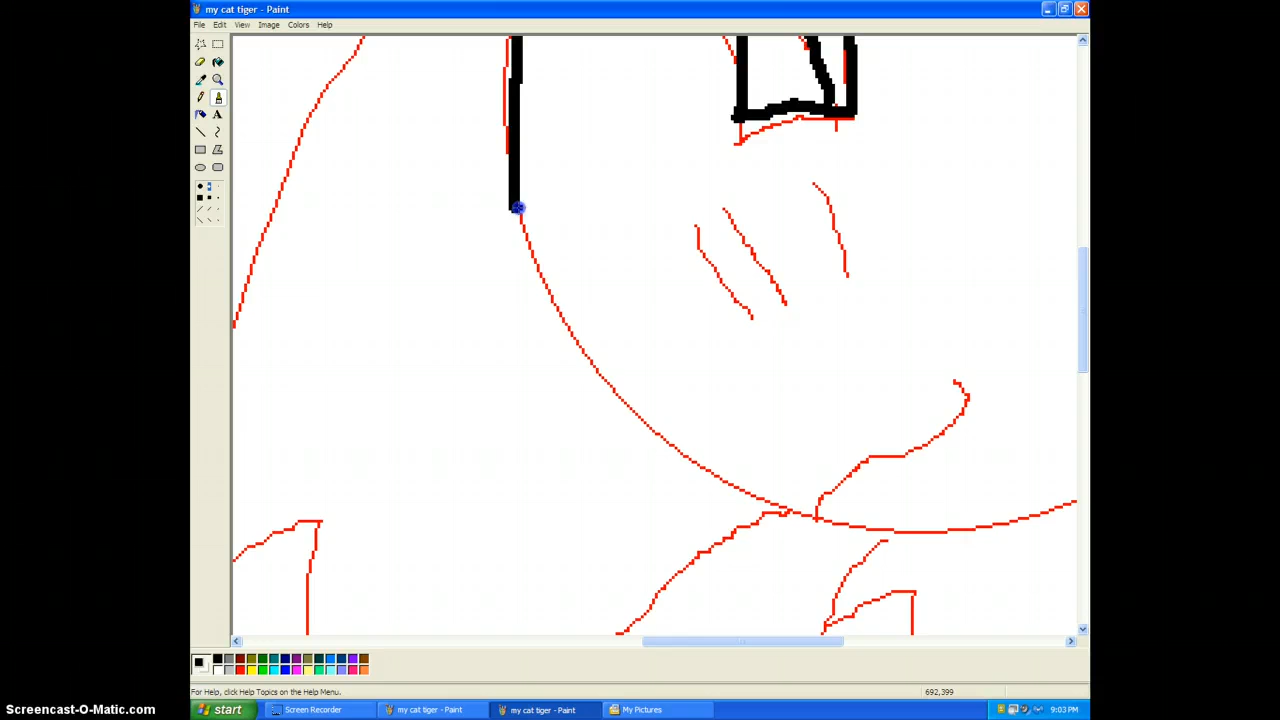 my cat tiger - Paint
File Edit View Image Colors Help
For Help, click Help Topics on the Help Menu.
692,399
start
Screen Recorder
my cat tiger - Paint
my cat tiger - Paint
My Pictures
9:03 PM
Screencast-O-Matic.com